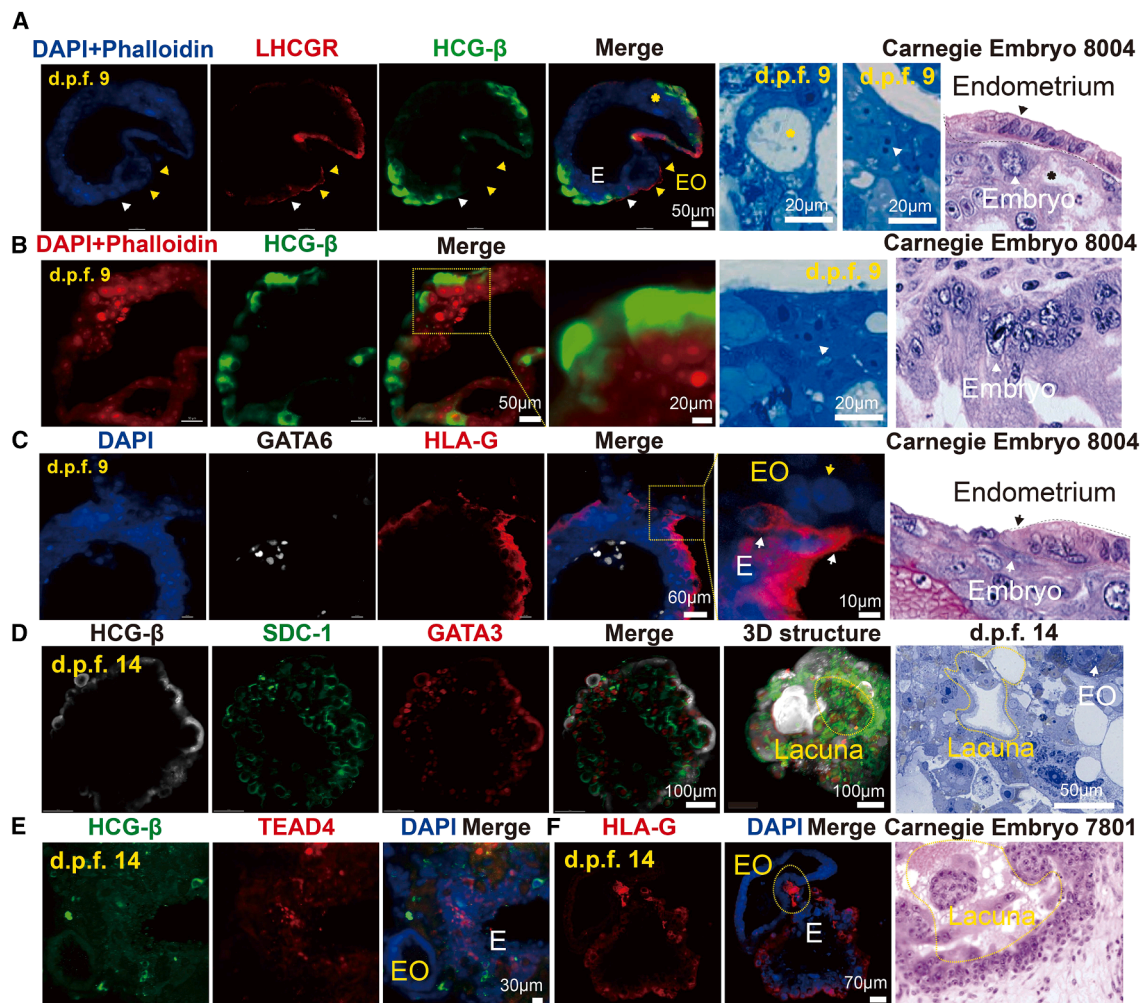 A
DAPI+Phalloidin LHCGR HCG-β Merge Carnegie Embryo 8004
d.p.f. 9 d.p.f. 9 d.p.f. 9 Endometrium
E EO Embryo
50μm 20μm 20μm
B DAPI+Phalloidin HCG-β Merge Carnegie Embryo 8004
d.p.f. 9 d.p.f. 9
Embryo
50μm 20μm 20μm
C DAPI GATA6 HLA-G Merge Carnegie Embryo 8004
d.p.f. 9 EO Endometrium
E Embryo
60μm 10μm
D HCG-β SDC-1 GATA3 Merge 3D structure d.p.f. 14
d.p.f. 14 EO
Lacuna Lacuna
100μm 100μm 50μm
E HCG-β TEAD4 DAPI Merge F HLA-G DAPI Merge Carnegie Embryo 7801
d.p.f. 14 d.p.f. 14 EO
E E Lacuna
EO
30μm 70μm